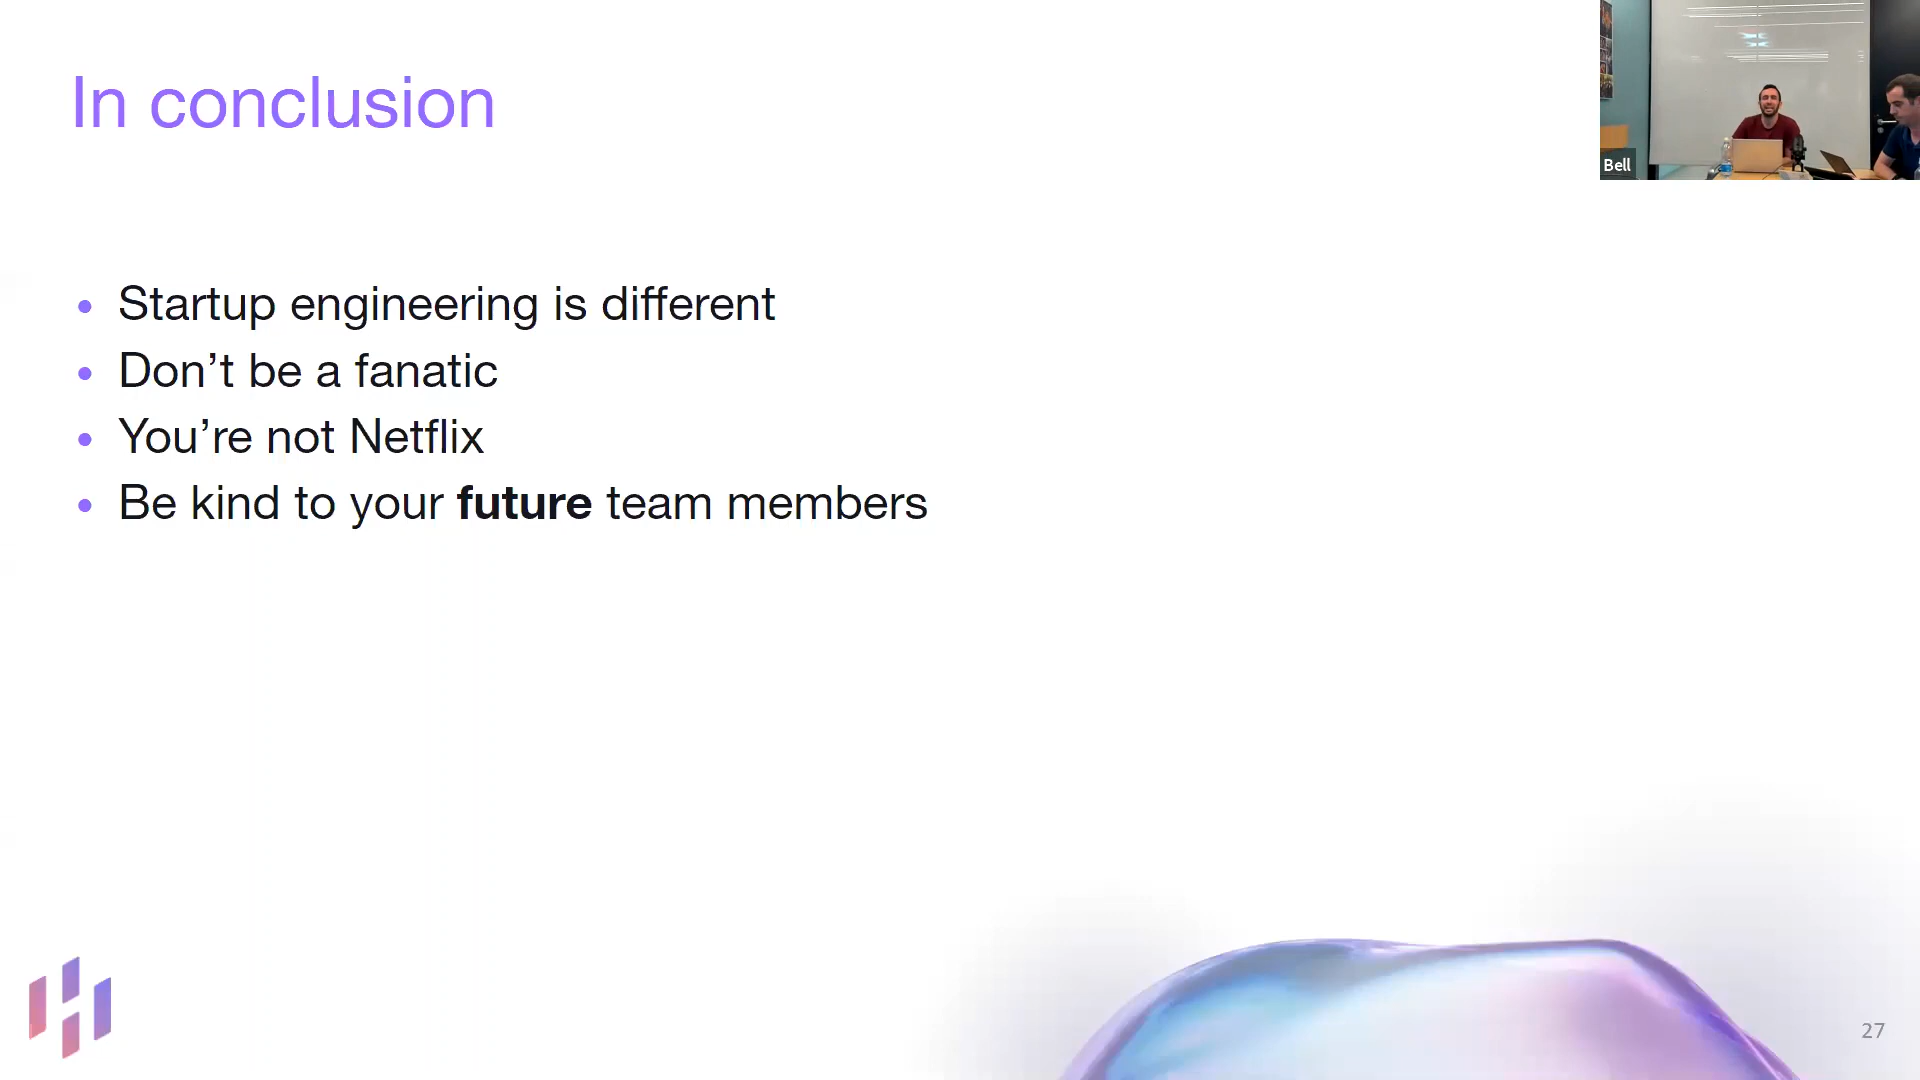 In conclusion
Bell
• Startup engineering is different
• Don’t be a fanatic
• You’re not Netflix
• Be kind to your future team members
27